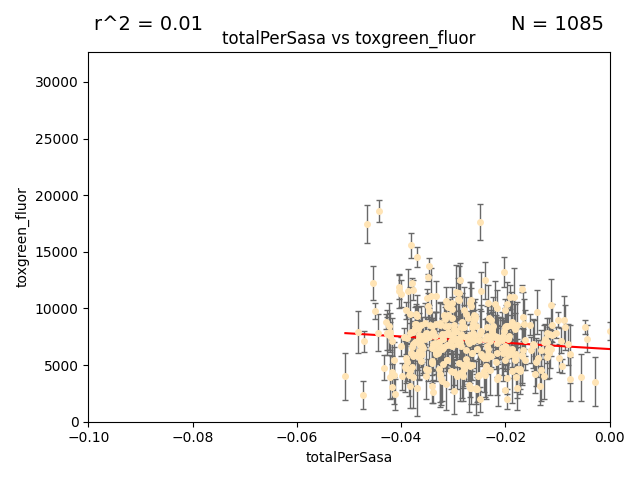 r^2 = 0.01
N = 1085
totalPerSasa vs toxgreen_fluor
toxgreen_fluor
30000
25000
20000
15000
10000
5000
0
−0.10
−0.08
−0.06
−0.04
−0.02
0.00
totalPerSasa